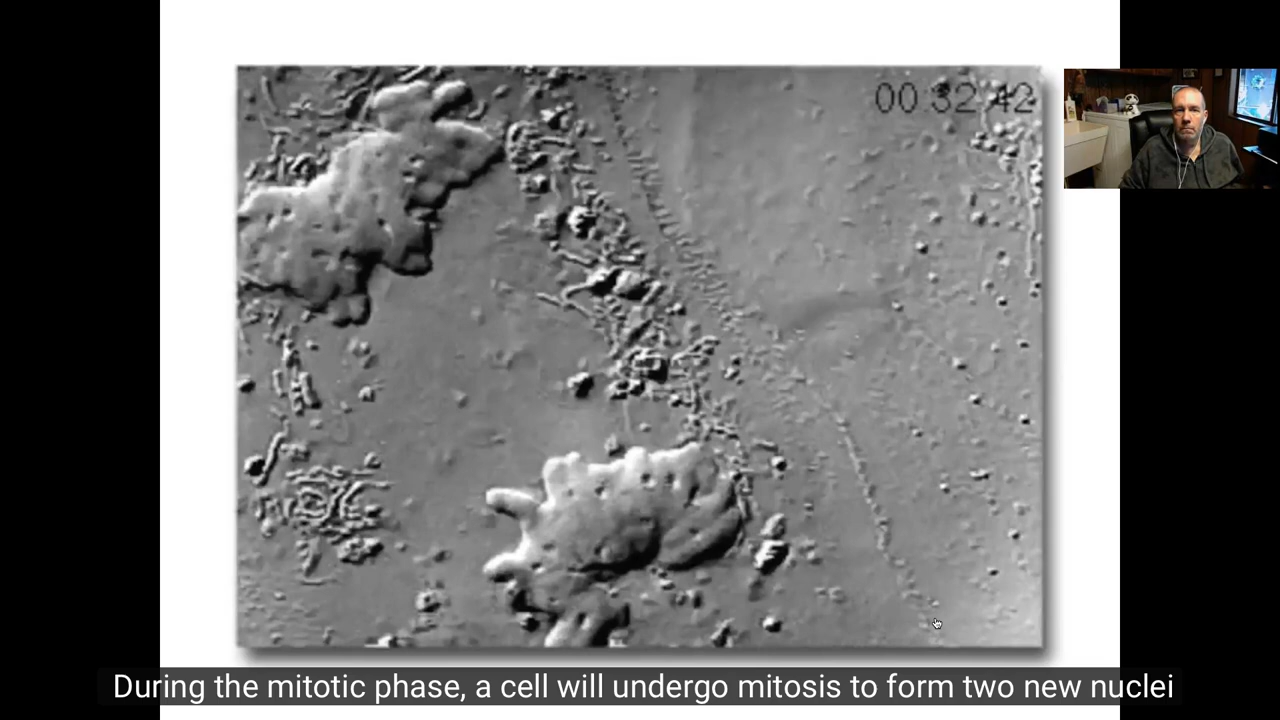 00 32 42
During the mitotic phase, a cell will undergo mitosis to form two new nuclei